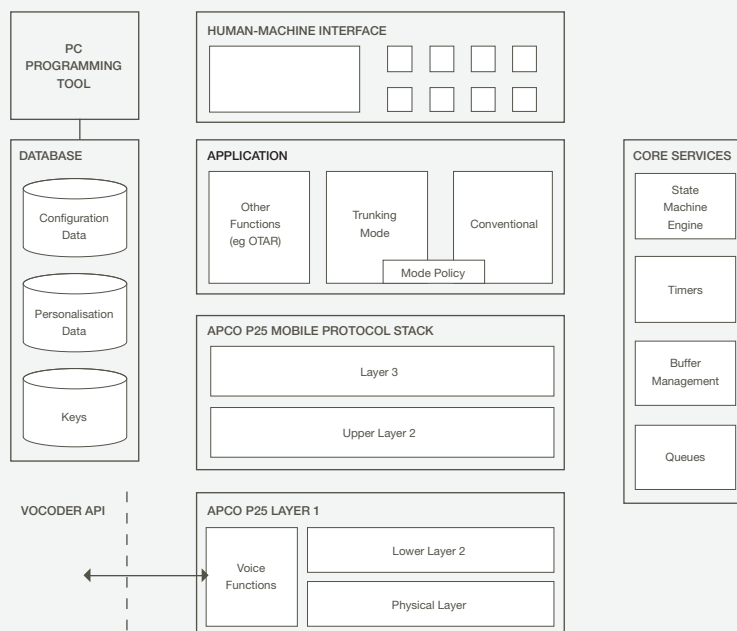 PC
PROGRAMMING
TOOL
HUMAN-MACHINE INTERFACE
DATABASE
Configuration
Data
Personalisation
Data
Keys
APPLICATION
Other
Functions
(eg OTAR)
Trunking
Mode
Conventional
Mode Policy
APCO P25 MOBILE PROTOCOL STACK
Layer 3
Upper Layer 2
CORE SERVICES
State
Machine
Engine
Timers
Buffer
Management
Queues
VOCODER API
APCO P25 LAYER 1
Voice
Functions
Lower Layer 2
Physical Layer